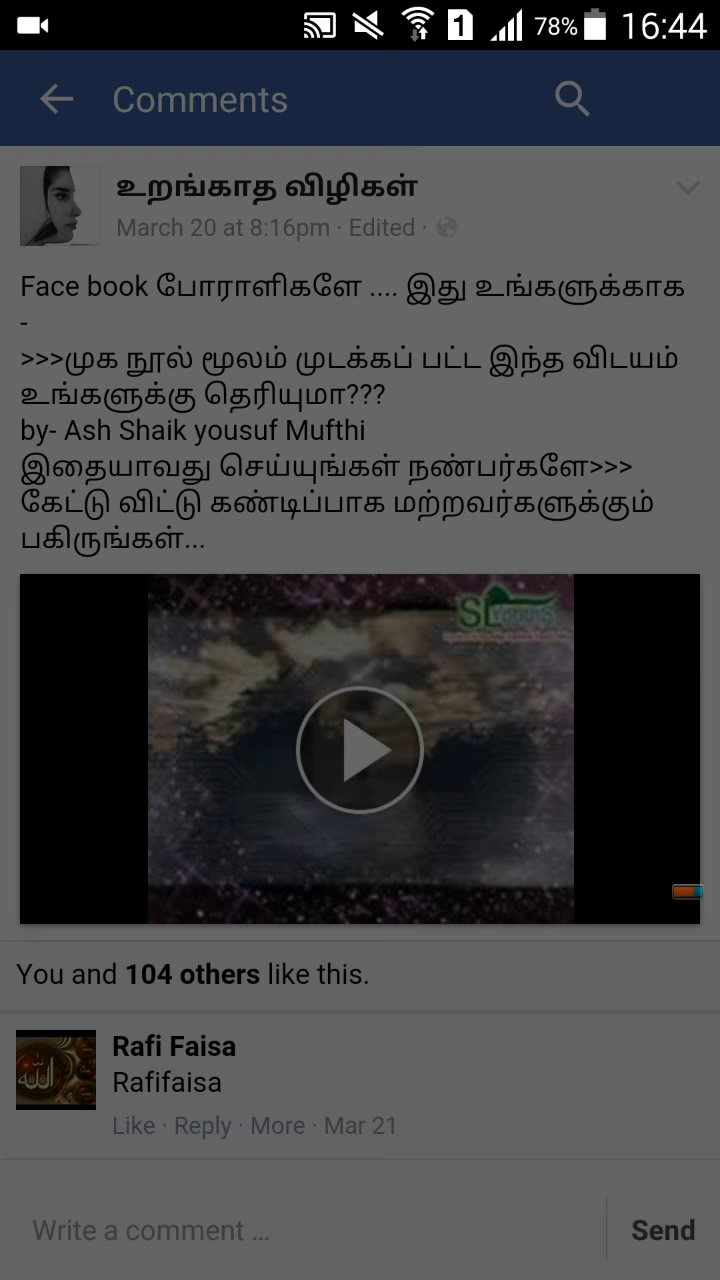 78% 1 16:44
Comments
உறங்காத விழிகள்
March 20 at 8:16pm · Edited ·
Face book போராளிகளே .... இது உங்களுக்காக
-
>>>முக நூல் மூலம் முடக்கப் பட்ட இந்த விடயம்
உங்களுக்கு தெரியுமா???
by- Ash Shaik yousuf Mufthi
இதையாவது செய்யுங்கள் நண்பர்களே>>>
கேட்டு விட்டு கண்டிப்பாக மற்றவர்களுக்கும்
பகிருங்கள்...
SL
You and 104 others like this.
الله
Rafi Faisa
Rafifaisa
Like · Reply · More · Mar 21
Write a comment ...
Send